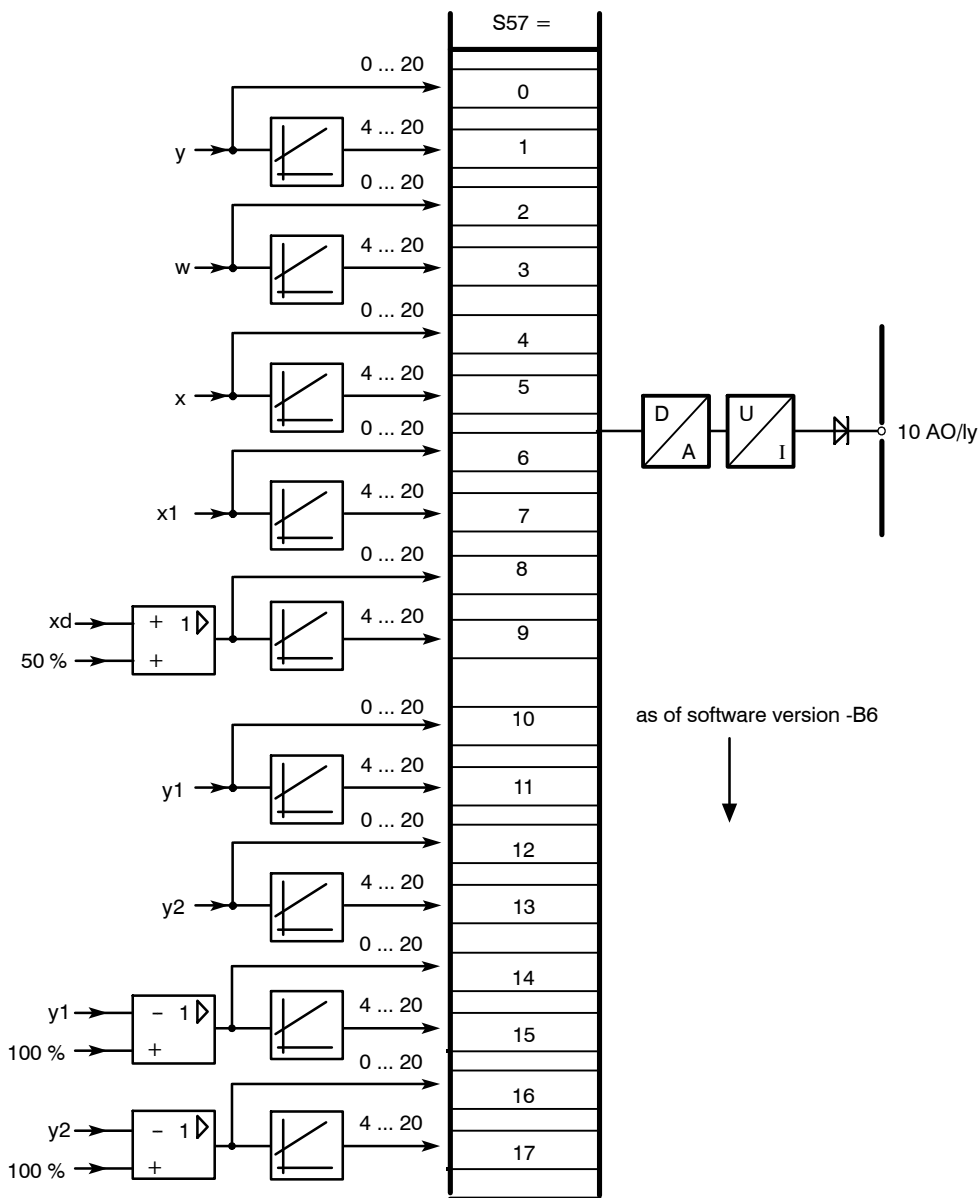 S57 =
0 ... 20
0
4 ... 20
y
1
0 ... 20
2
4 ... 20
w
3
0 ... 20
4
4 ... 20
x
5
0 ... 20
6
4 ... 20
x1
7
D
A
U
I
10 AO/Iy
0 ... 20
8
xd
+ 1
4 ... 20
9
50 %
+
0 ... 20
10
as of software version -B6
4 ... 20
y1
11
0 ... 20
12
4 ... 20
y2
13
0 ... 20
14
y1
− 1
4 ... 20
15
100 %
+
0 ... 20
16
y2
− 1
4 ... 20
17
100 %
+